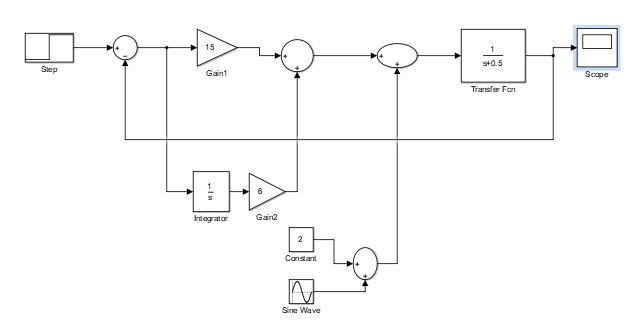 Step
+
−
15
Gain1
+
+
+
+
1
s+0.5
Transfer Fcn
Scope
1
s
Integrator
6
Gain2
2
Constant
+
+
Sine Wave